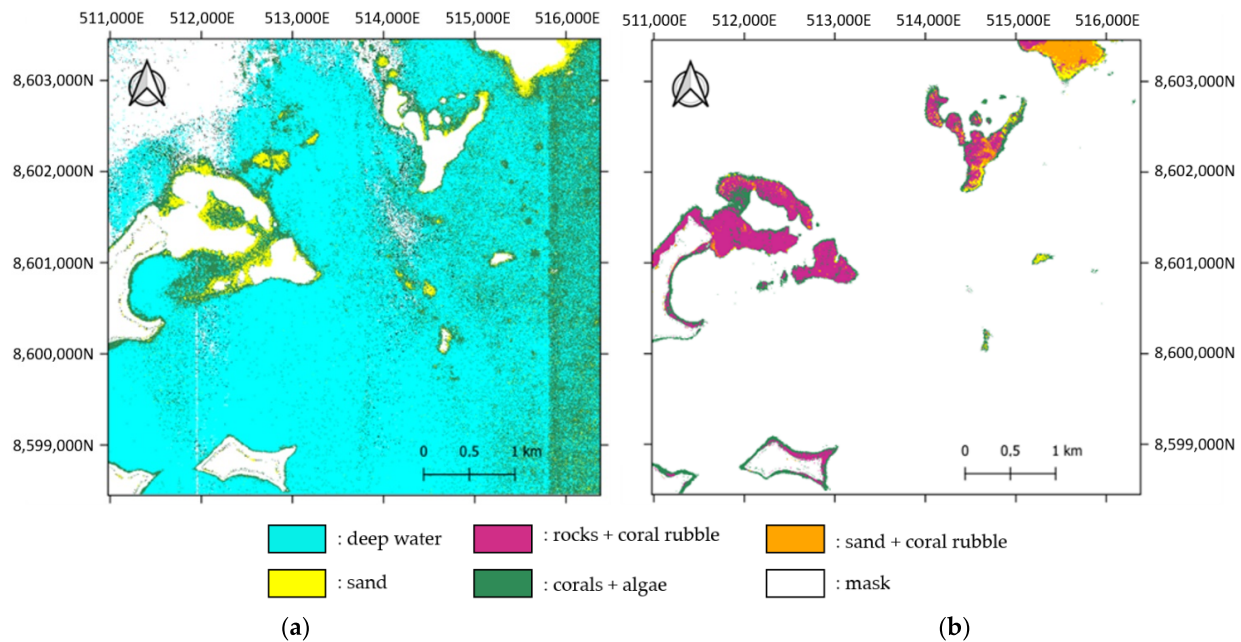 511,000E 512,000E 513,000E 514,000E 515,000E 516,000E
511,000E 512,000E 513,000E 514,000E 515,000E 516,000E
8,603,000N
8,602,000N
8,601,000N
8,600,000N
8,599,000N
0 0.5 1 km
8,603,000N
8,602,000N
8,601,000N
8,600,000N
8,599,000N
0 0.5 1 km
: deep water
: rocks + coral rubble
: sand + coral rubble
: sand
: corals + algae
: mask
(a)
(b)